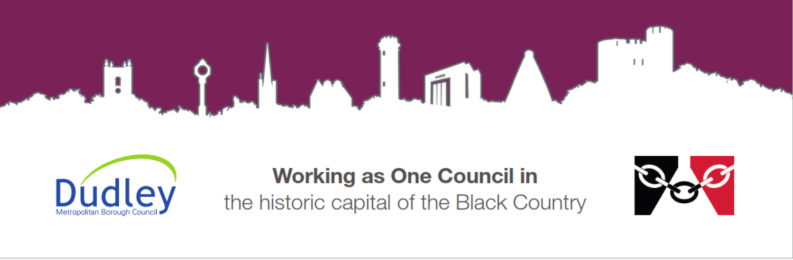 Dudley
Metropolitan Borough Council
Working as One Council in
the historic capital of the Black Country